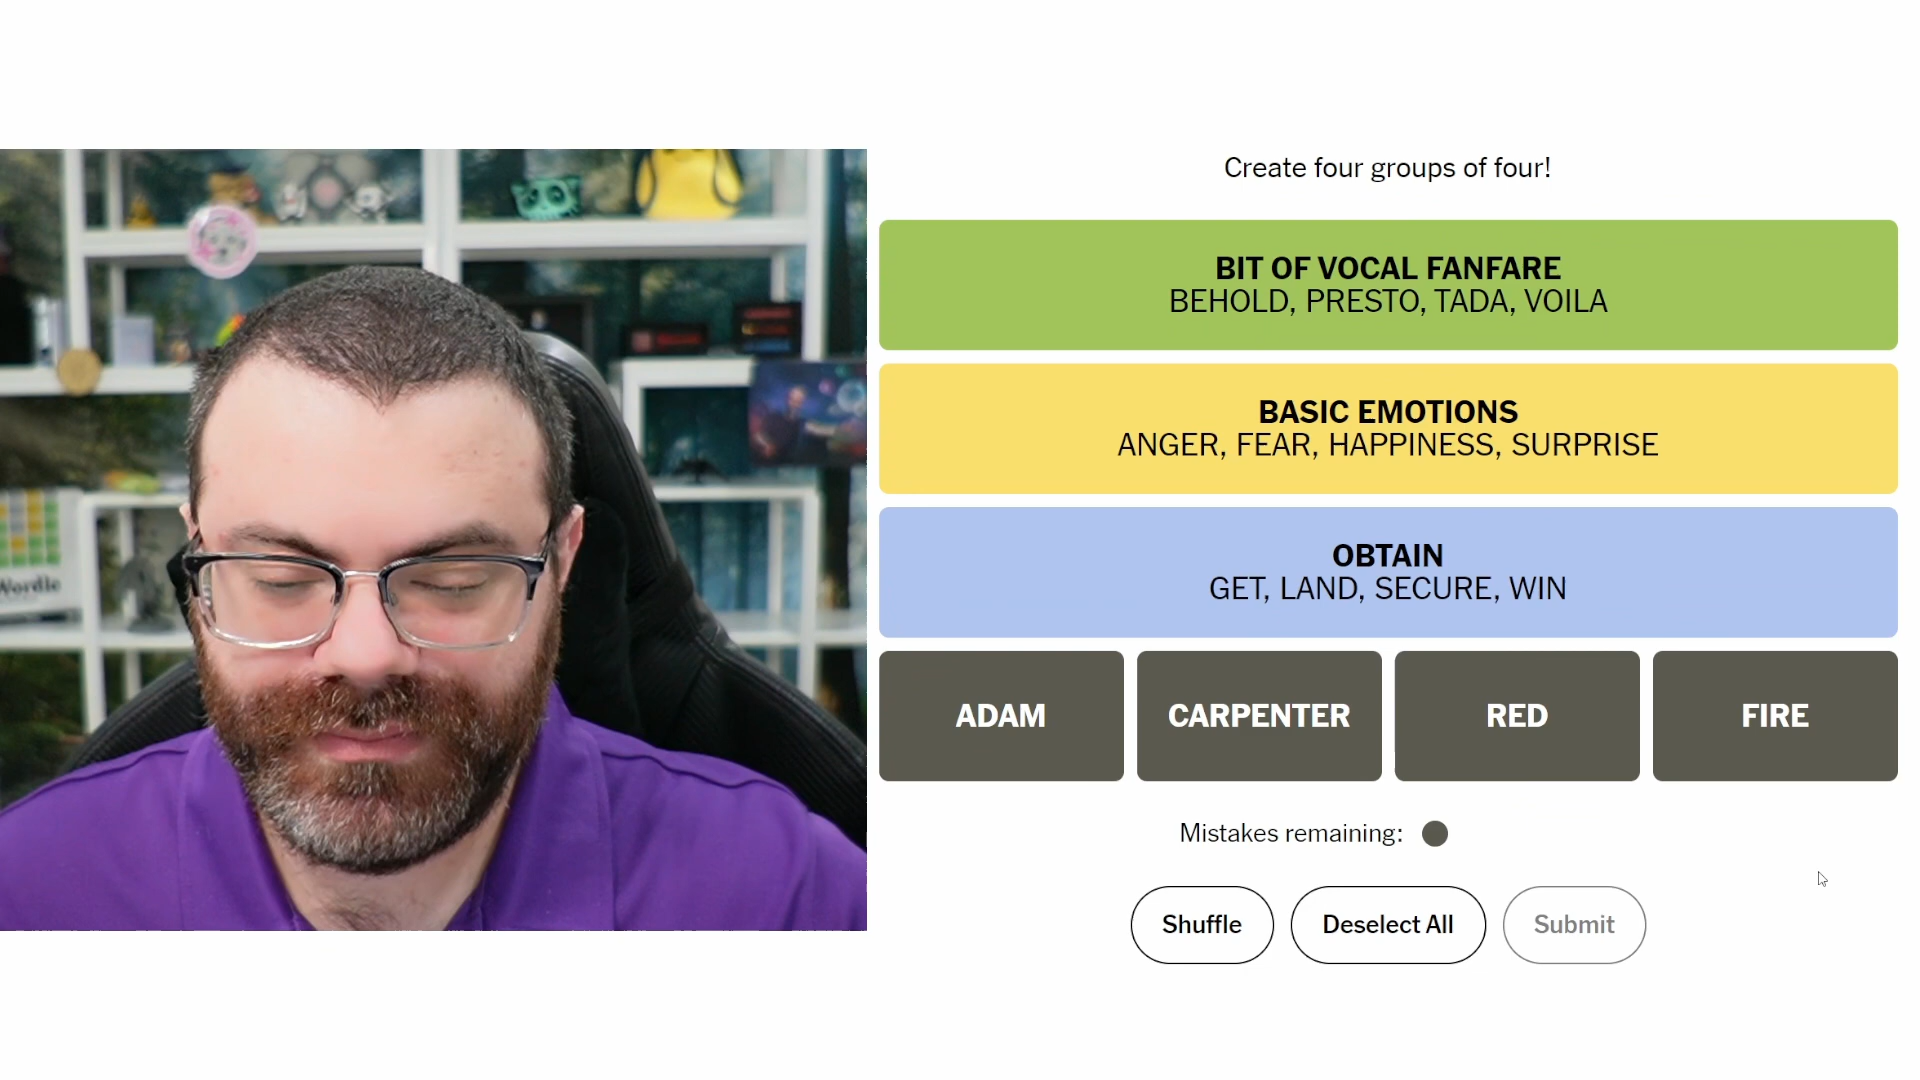 Create four groups of four!
BIT OF VOCAL FANFARE
BEHOLD, PRESTO, TADA, VOILA
BASIC EMOTIONS
ANGER, FEAR, HAPPINESS, SURPRISE
OBTAIN
GET, LAND, SECURE, WIN
ADAM CARPENTER RED FIRE
Mistakes remaining:
Shuffle Deselect All Submit
Wordle